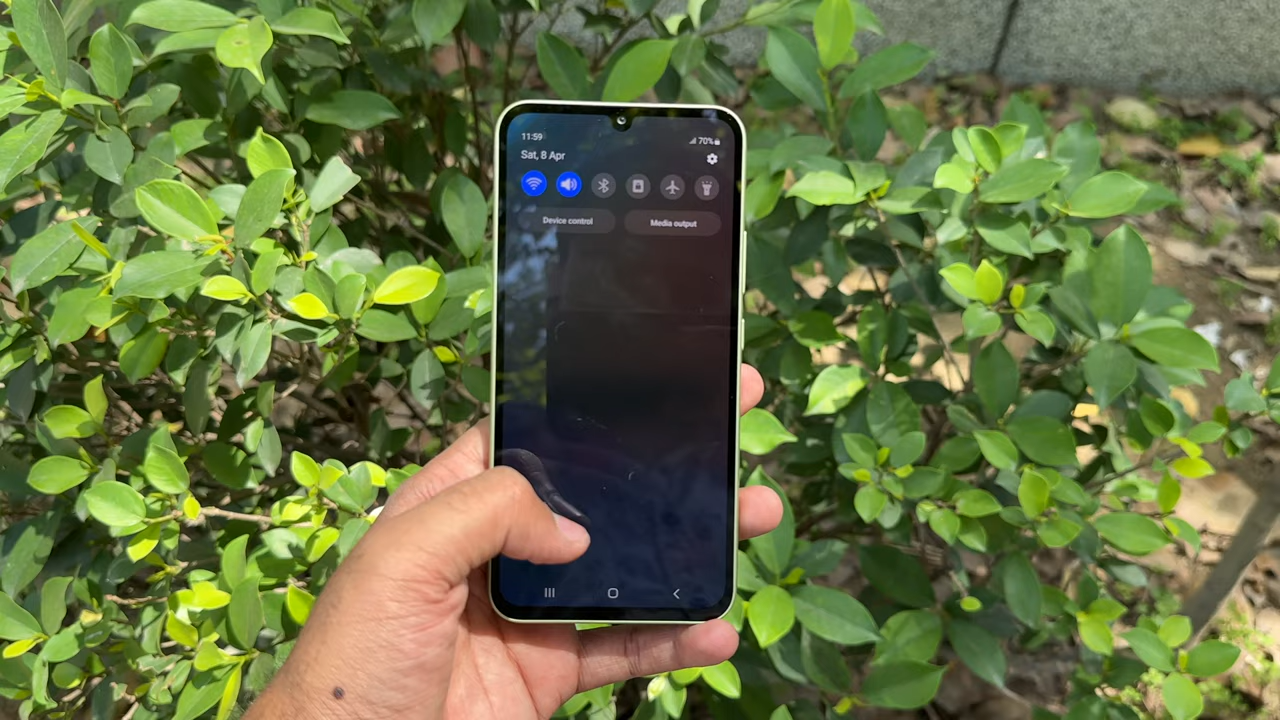 11:59
70%
Sat, 8 Apr
Device control
Media output